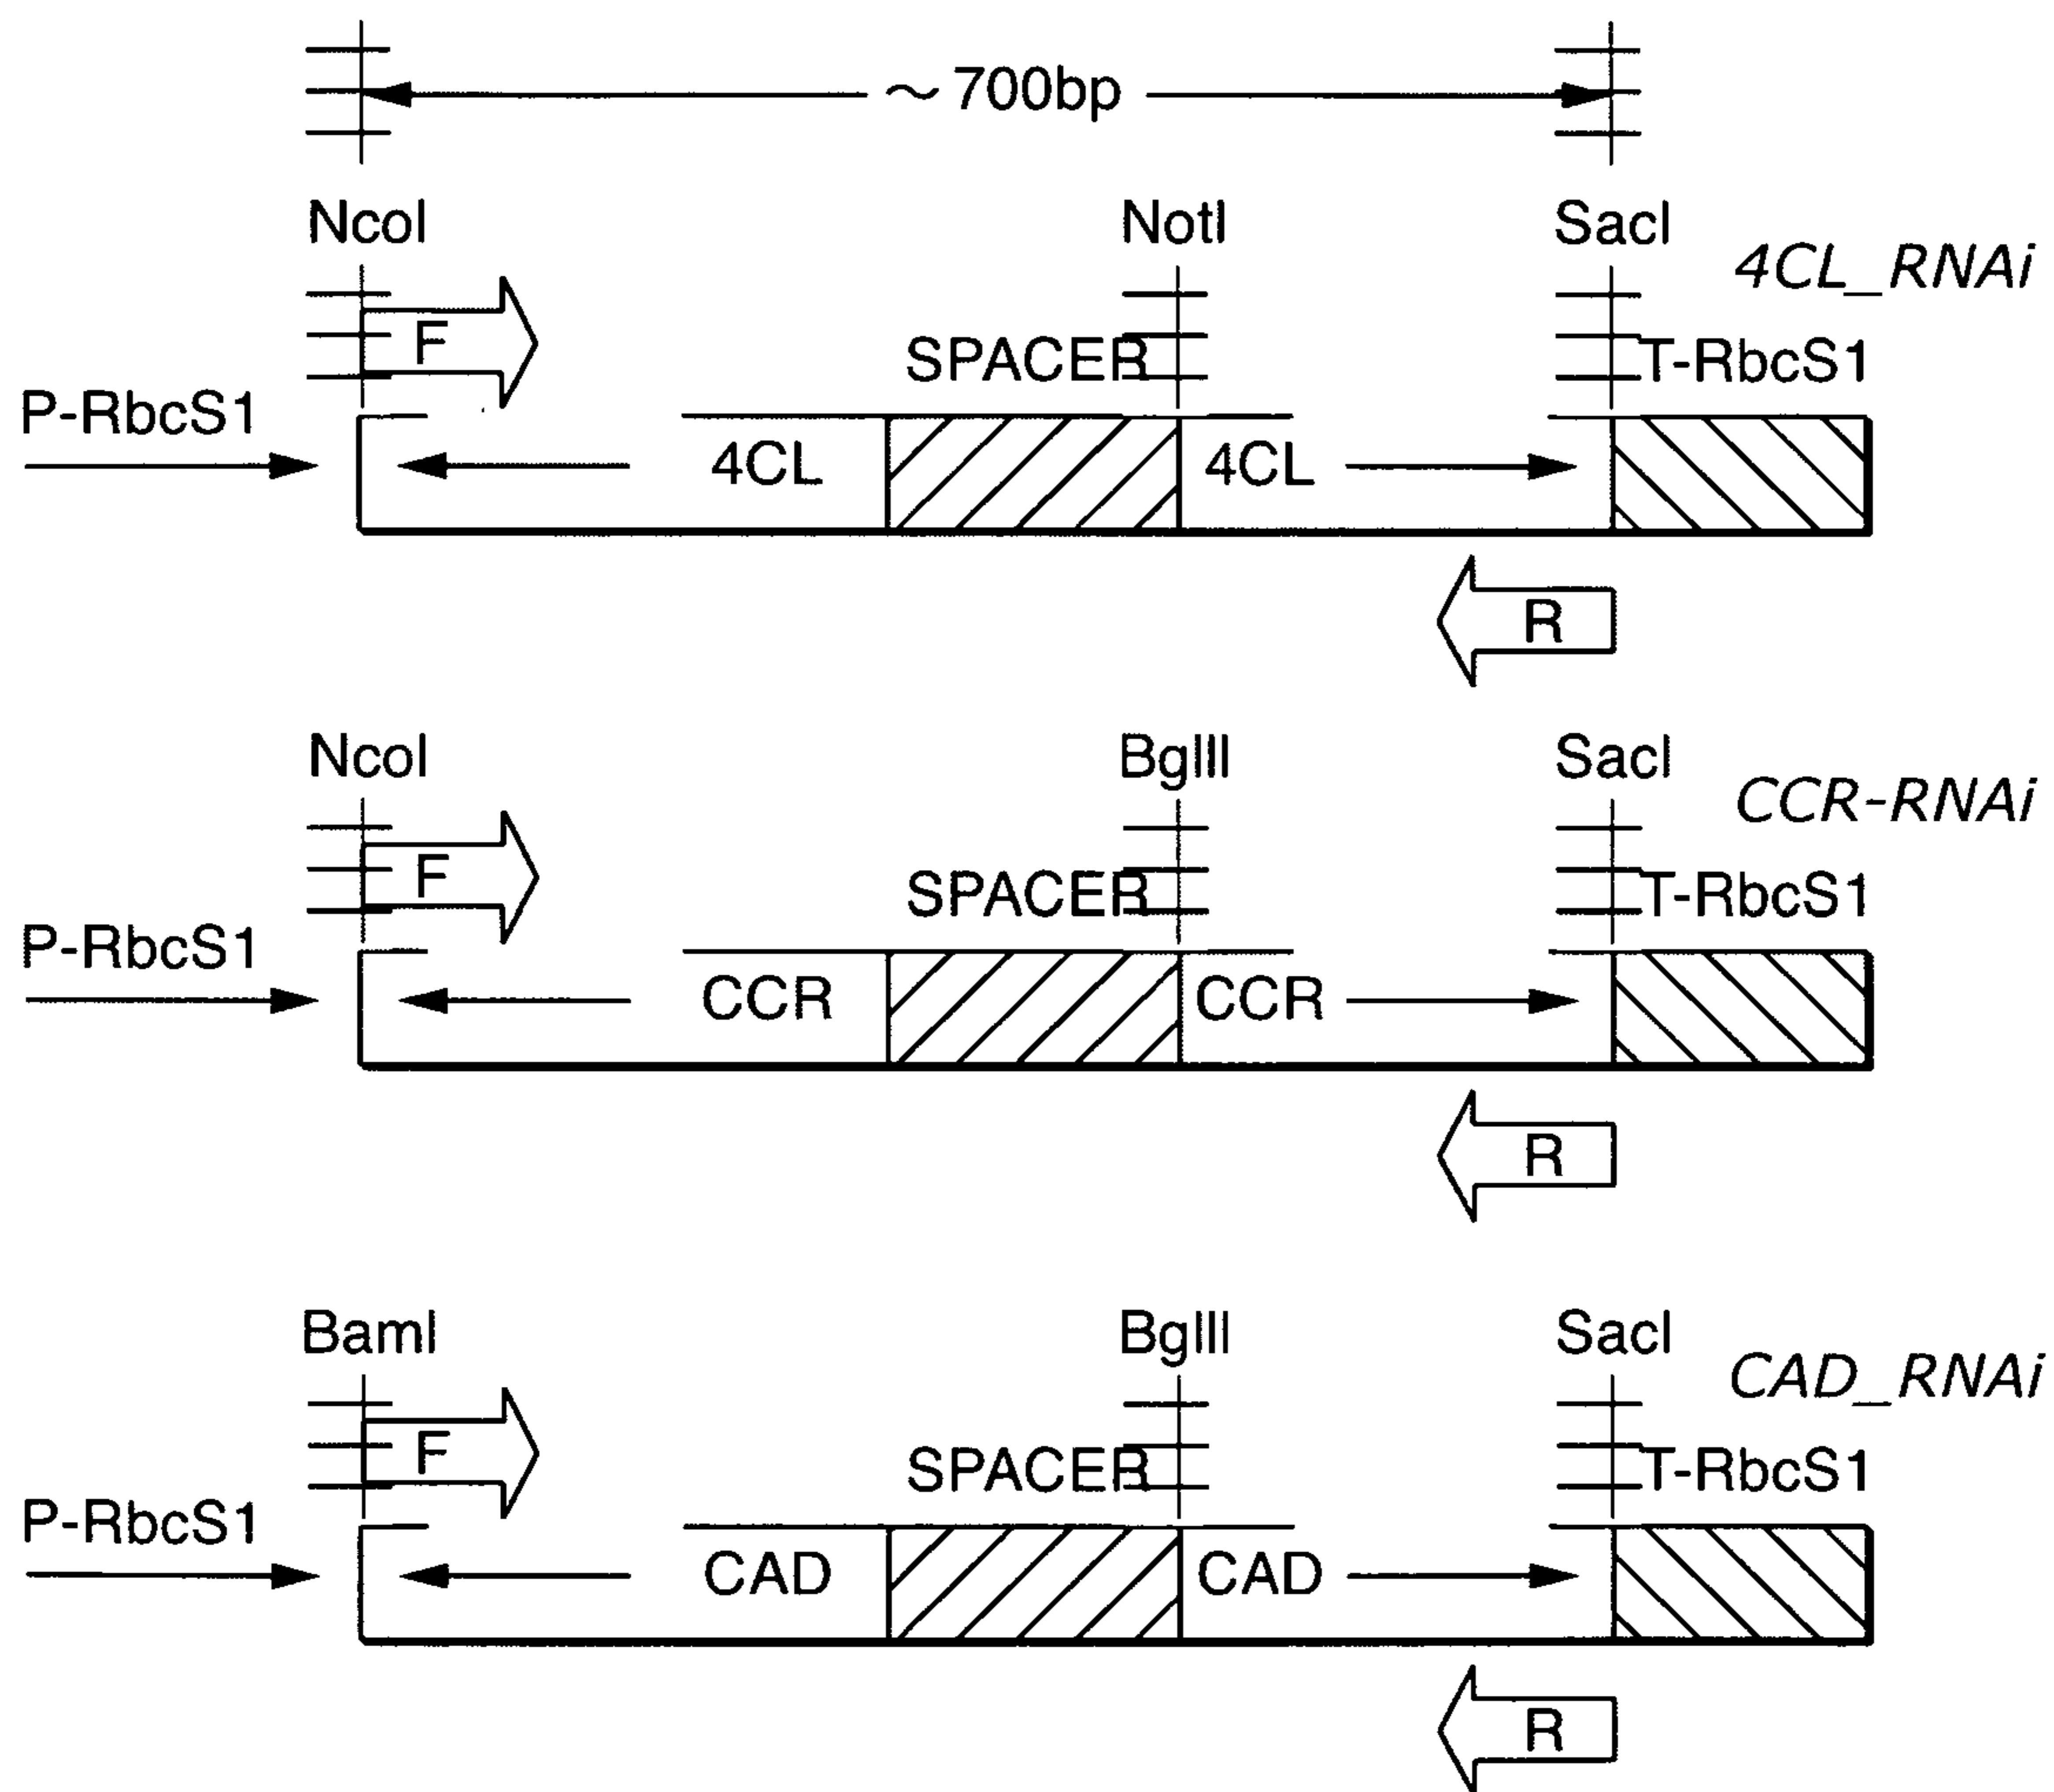 ~700bp
NcoI NotI SacI
4CL_RNAi
F
SPACER T-RbcS1
P-RbcS1
4CL 4CL
R
NcoI BglII SacI
CCR-RNAi
F
SPACER T-RbcS1
P-RbcS1
CCR CCR
R
BamI BglII SacI
CAD_RNAi
F
SPACER T-RbcS1
P-RbcS1
CAD CAD
R